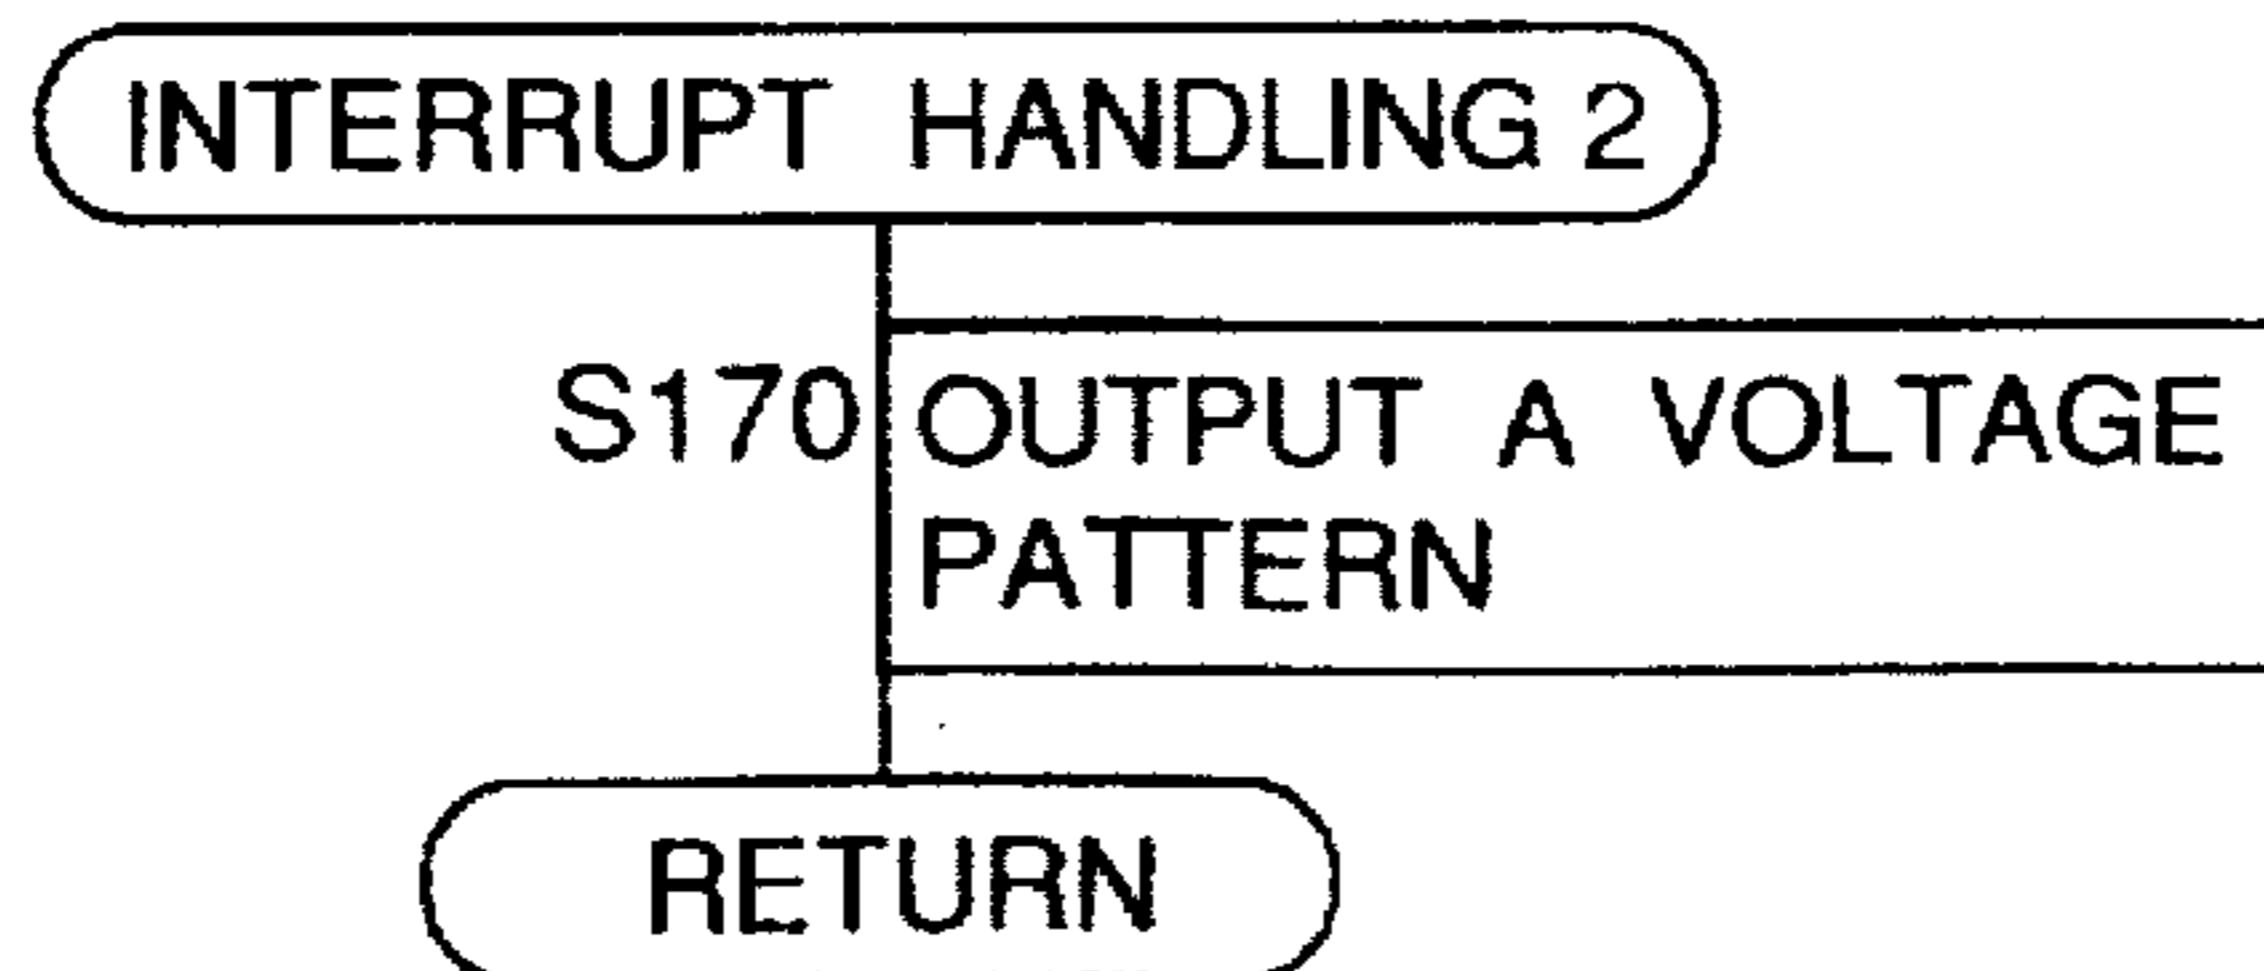 INTERRUPT HANDLING 2
S170 OUTPUT A VOLTAGE
PATTERN
RETURN